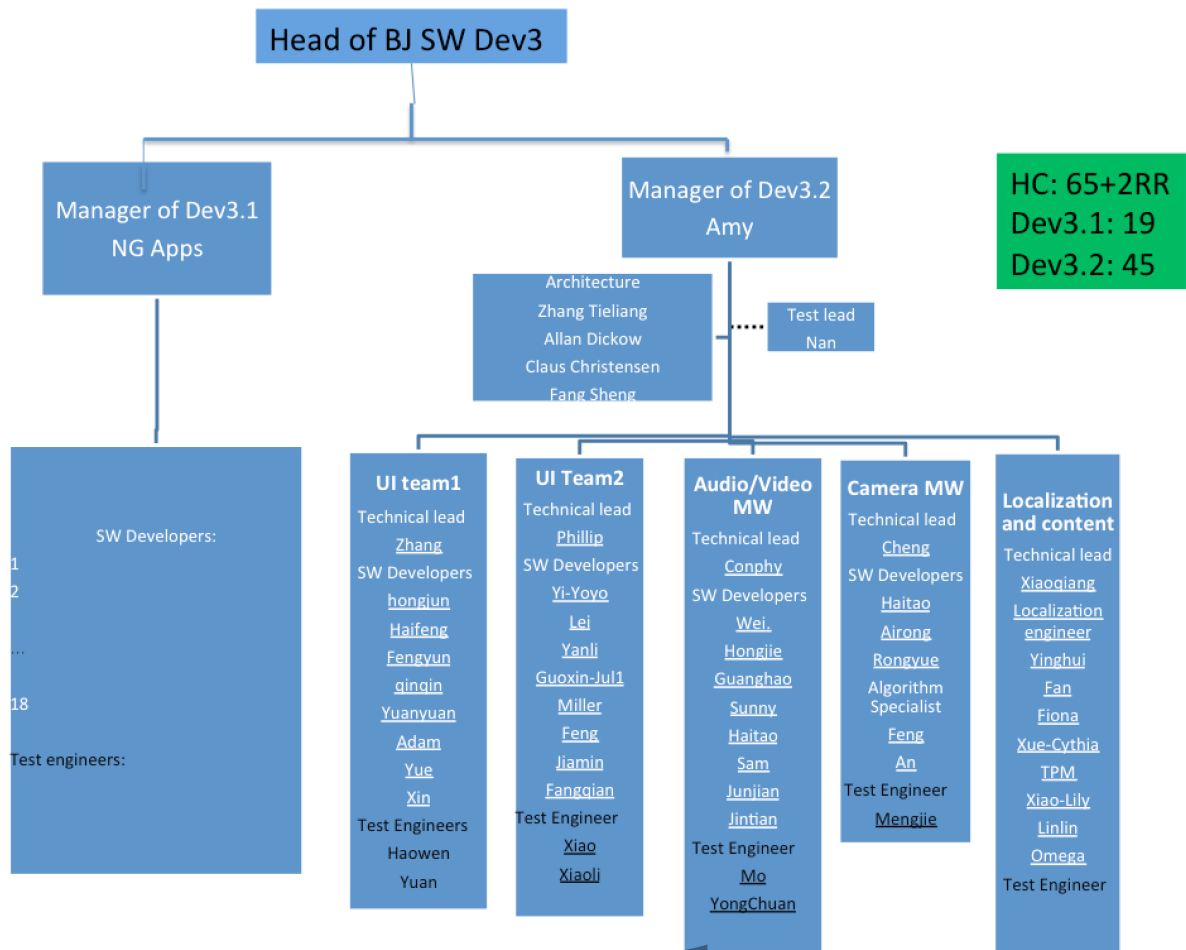 Head of BJ SW Dev3
Manager of Dev3.1
NG Apps
Manager of Dev3.2
Amy
HC: 65+2RR
Dev3.1: 19
Dev3.2: 45
Architecture
Zhang Tieliang
Allan Dickow
Claus Christensen
Fang Sheng
Test lead
Nan
SW Developers:
1
2
...
18
Test engineers:
UI team1
Technical lead
Zhang
SW Developers
hongjun
Haifeng
Fengyun
qinqin
Yuanyuan
Adam
Yue
Xin
Test Engineers
Haowen
Yuan
UI Team2
Technical lead
Phillip
SW Developers
Yi-Yoyo
Lei
Yanli
Guoxin-Jul1
Miller
Feng
Jiamin
Fangqian
Test Engineer
Xiao
Xiaoli
Audio/Video
MW
Technical lead
Conphy
SW Developers
Wei.
Hongjie
Guanghao
Sunny
Haitao
Sam
Junjian
Jintian
Test Engineer
Mo
YongChuan
Camera MW
Technical lead
Cheng
SW Developers
Haitao
Airong
Rongyue
Algorithm
Specialist
Feng
An
Test Engineer
Mengjie
Localization
and content
Technical lead
Xiaoqiang
Localization
engineer
Yinghui
Fan
Fiona
Xue-Cythia
TPM
Xiao-Lily
Linlin
Omega
Test Engineer